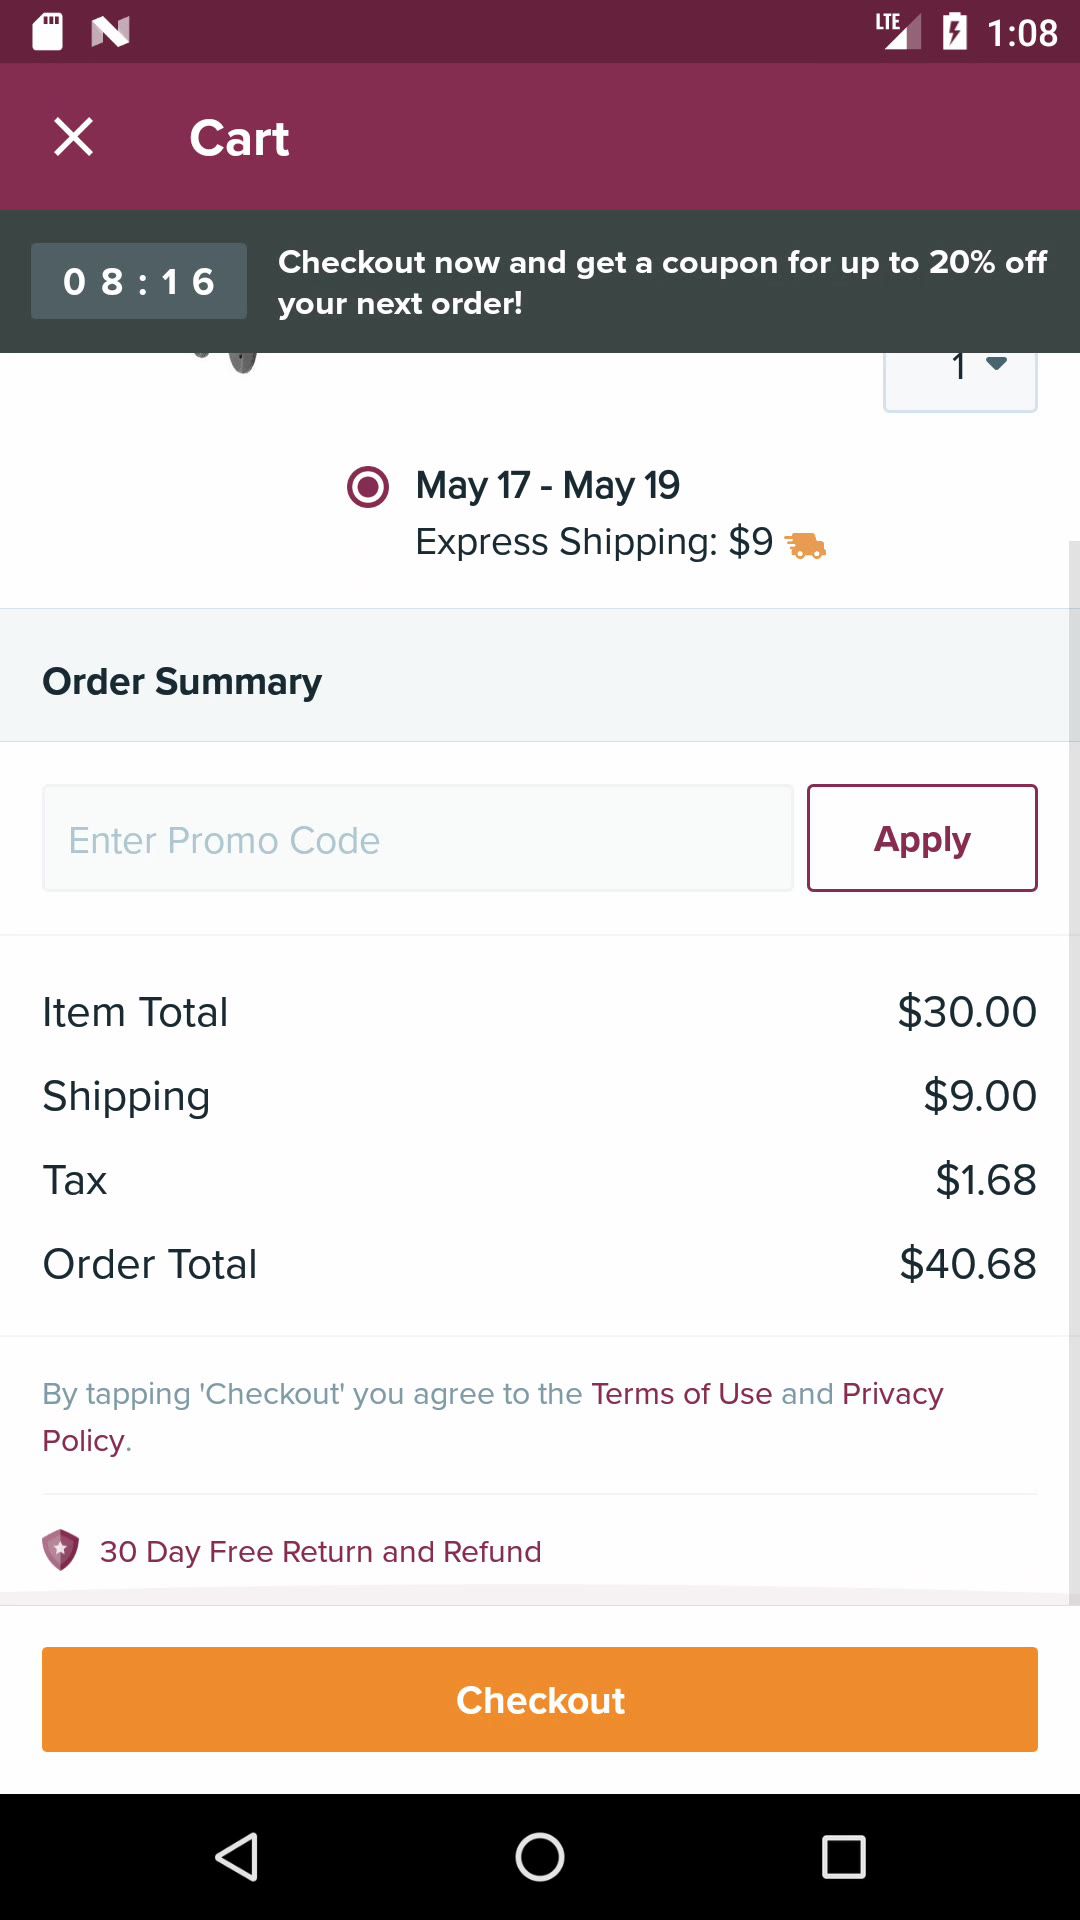 LTE 1:08
Cart
08:16
Checkout now and get a coupon for up to 20% off
your next order!
1
May 17 - May 19
Express Shipping: $9
Order Summary
Enter Promo Code
Apply
Item Total $30.00
Shipping $9.00
Tax $1.68
Order Total $40.68
By tapping 'Checkout' you agree to the Terms of Use and Privacy
Policy.
30 Day Free Return and Refund
Checkout